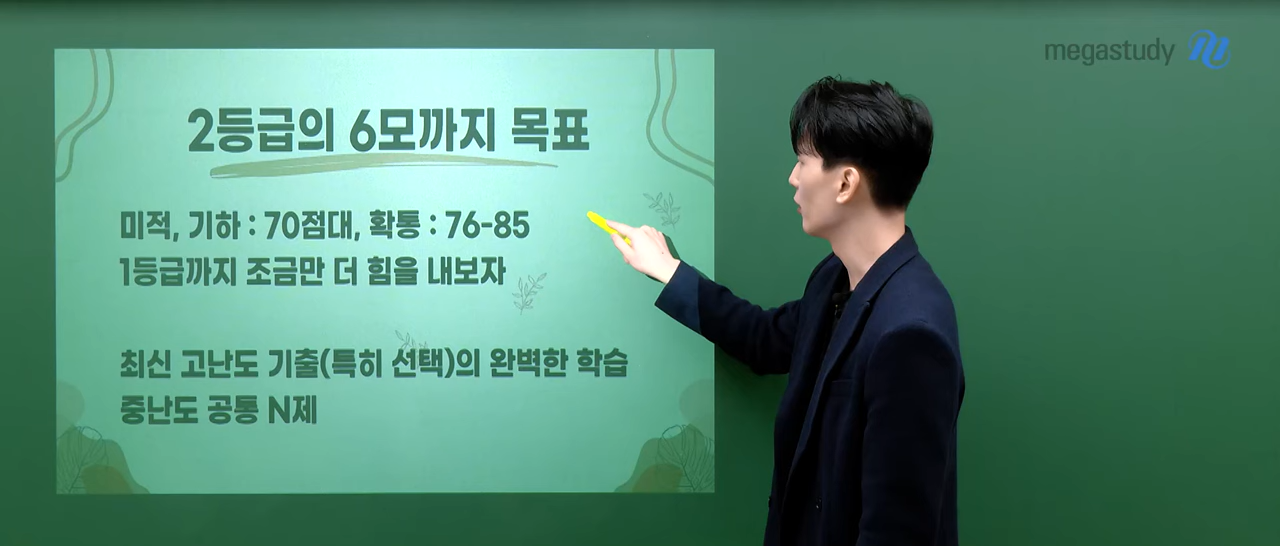 megastudy
2등급의 6모까지 목표
미적, 기하 : 70점대, 확통 : 76-85
1등급까지 조금만 더 힘을 내보자
최신 고난도 기출(특히 선택)의 완벽한 학습
중난도 공통 N제